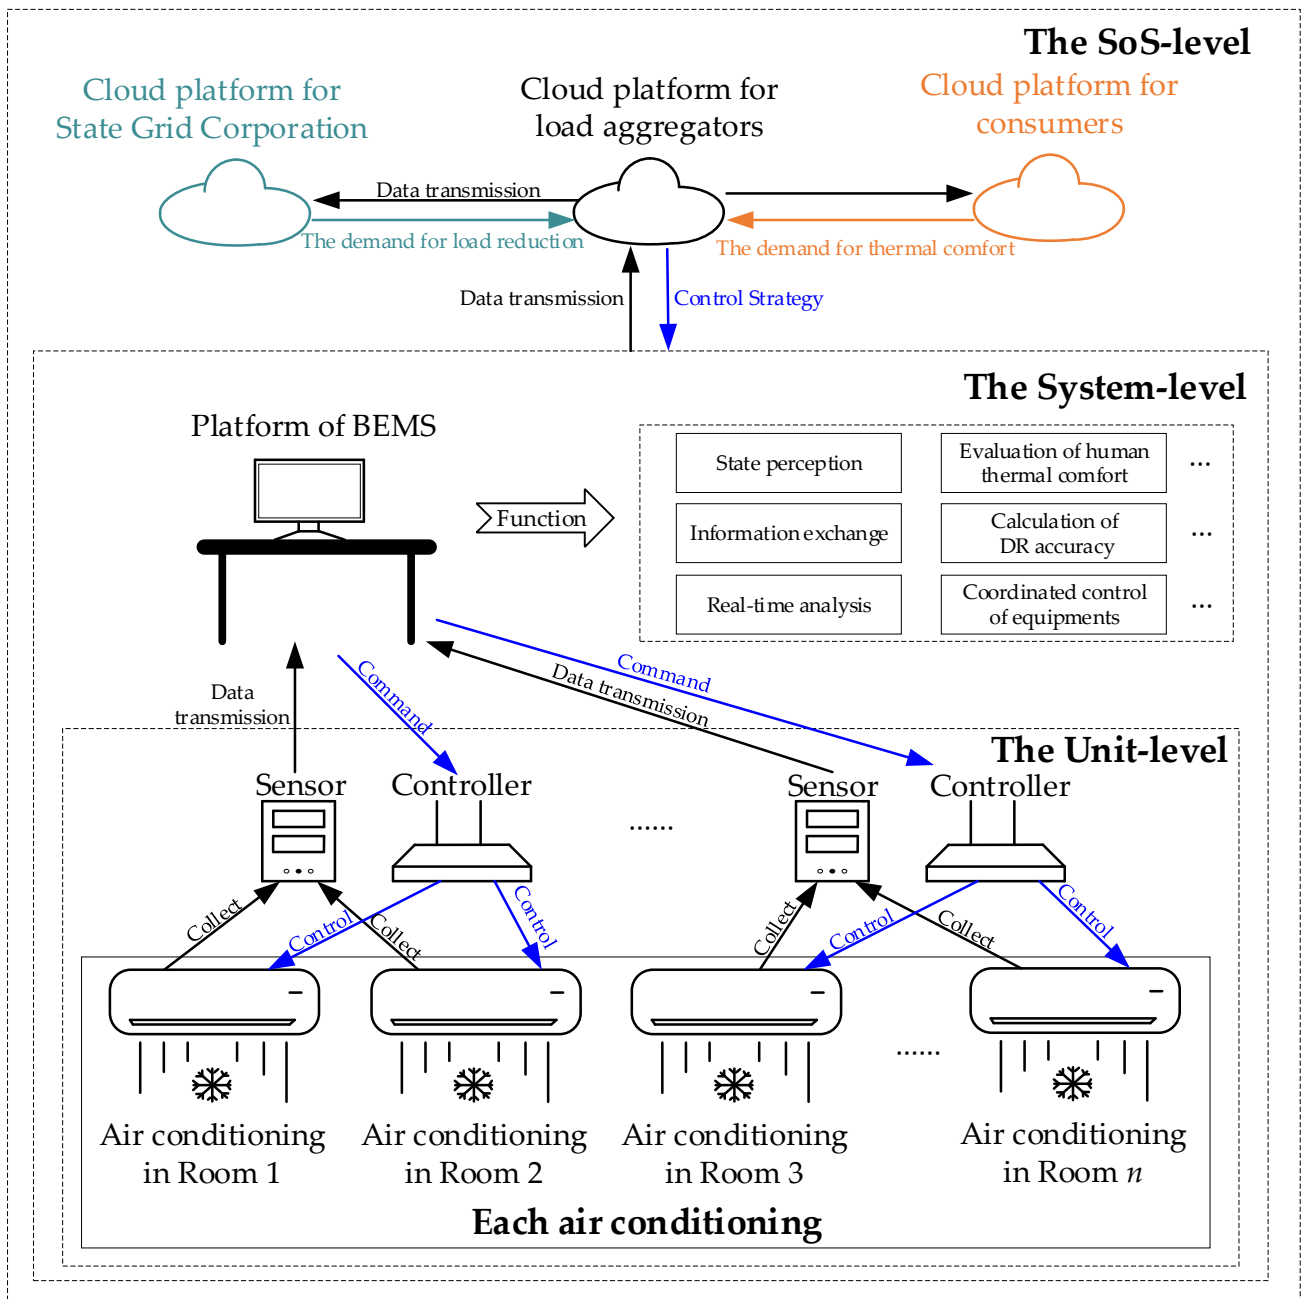 The SoS-level
Cloud platform for
State Grid Corporation
Cloud platform for
load aggregators
Cloud platform for
consumers
Data transmission
The demand for load reduction
The demand for thermal comfort
Data transmission
Control Strategy
The System-level
Platform of BEMS
Function
State perception
Evaluation of human
thermal comfort
...
Information exchange
Calculation of
DR accuracy
...
Real-time analysis
Coordinated control
of equipments
...
Data
transmission
Command
Command
Data transmission
The Unit-level
Sensor
Controller
......
Sensor
Controller
Collect
Control
Collect
Control
Collect
Control
Collect
Control
......
Air conditioning
in Room 1
Air conditioning
in Room 2
Air conditioning
in Room 3
Air conditioning
in Room n
Each air conditioning